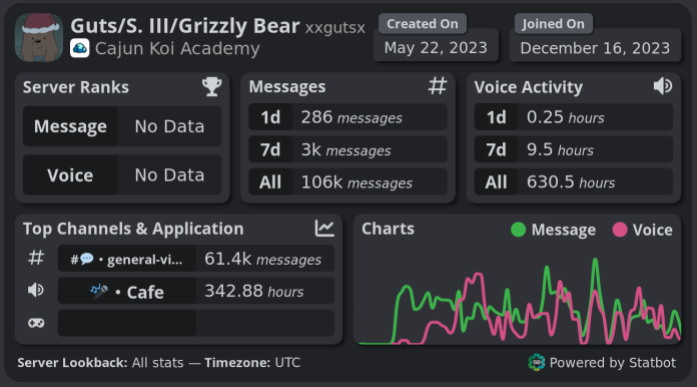 Guts/S. III/Grizzly Bear xxgutsx
Cajun Koi Academy
Created On
May 22, 2023
Joined On
December 16, 2023
Server Ranks
Message No Data
Voice No Data
Messages #
1d 286 messages
7d 3k messages
All 106k messages
Voice Activity
1d 0.25 hours
7d 9.5 hours
All 630.5 hours
Top Channels & Application
# #💬 • general-vi... 61.4k messages
🎤 • Cafe 342.88 hours
Charts
Message Voice
Server Lookback: All stats — Timezone: UTC
Powered by Statbot